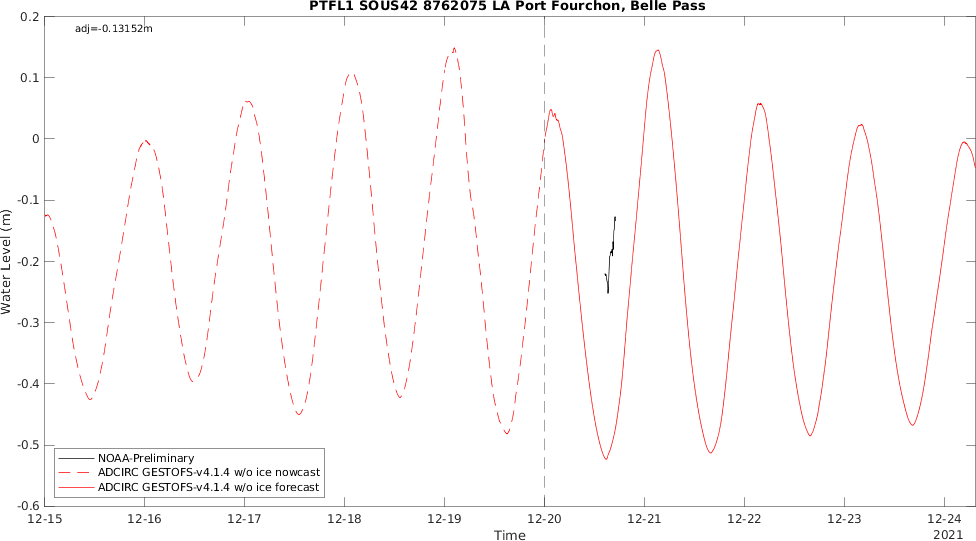 PTFL1 SOUS42 8762075 LA Port Fourchon, Belle Pass
adj=-0.13152m
0.2
0.1
0
-0.1
-0.2
-0.3
-0.4
-0.5
-0.6
Water Level (m)
NOAA-Preliminary
ADCIRC GESTOFS-v4.1.4 w/o ice nowcast
ADCIRC GESTOFS-v4.1.4 w/o ice forecast
12-15 12-16 12-17 12-18 12-19 12-20 12-21 12-22 12-23 12-24
Time
2021